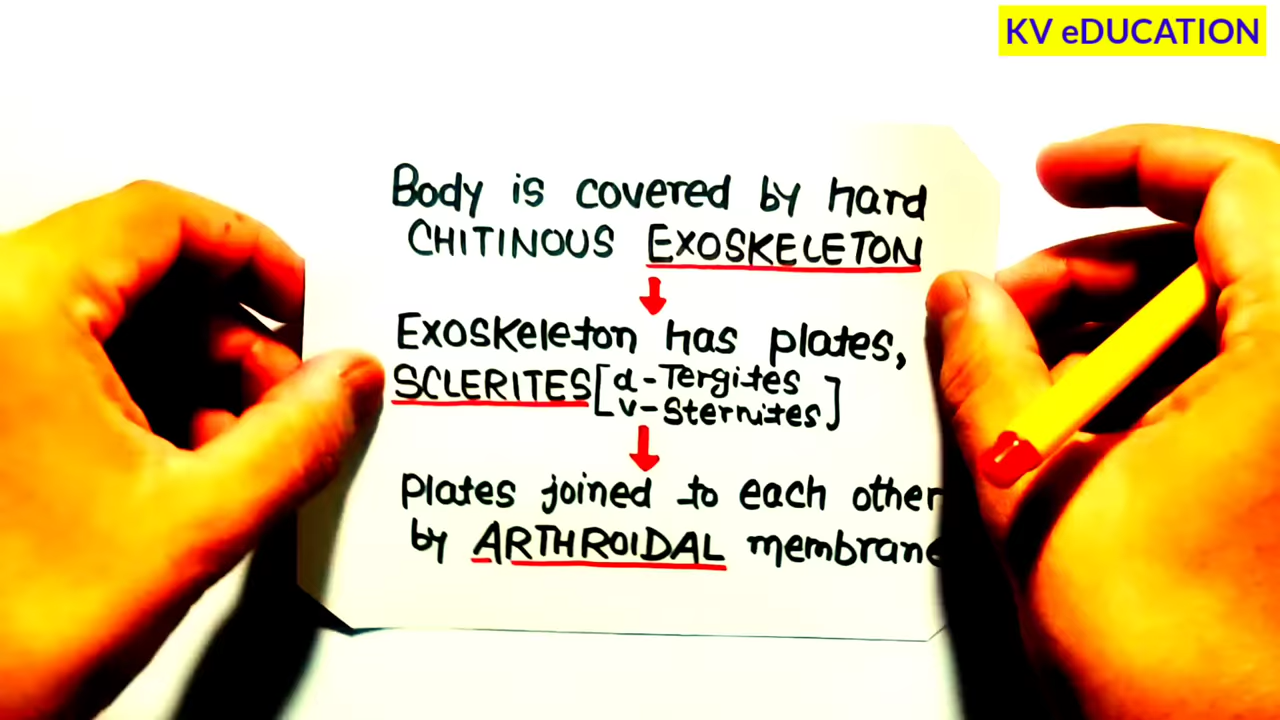 KV eDUCATION
Body is covered by hard
CHITINOUS EXOSKELETON
Exoskeleton has plates,
SCLERITES [d-Tergites
v-Sternites]
Plates joined to each other
by ARTHROIDAL membrane